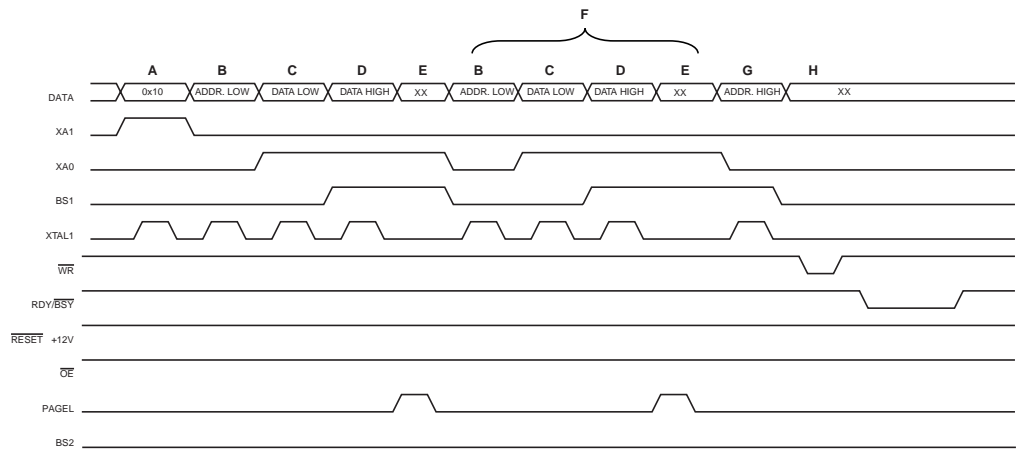 F
A B C D E B C D E G H
DATA 0x10 ADDR. LOW DATA LOW DATA HIGH XX ADDR. LOW DATA LOW DATA HIGH XX ADDR. HIGH XX
XA1
XA0
BS1
XTAL1
WR
RDY/BSY
RESET +12V
OE
PAGEL
BS2